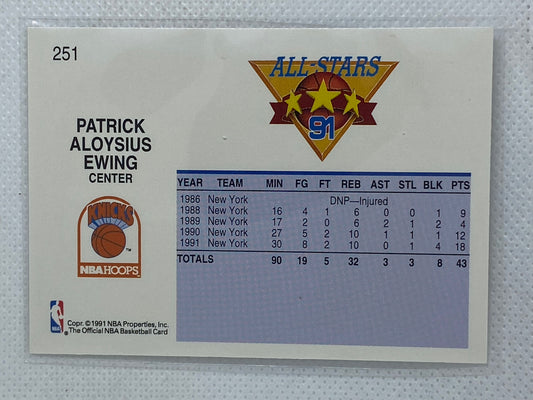 251
ALL-STARS
91
PATRICK
ALOYSIUS
EWING
CENTER
KNICKS
TM
NBA HOOPS
YEAR TEAM MIN FG FT REB AST STL BLK PTS
1986 New York DNP—Injured
1988 New York 16 4 1 6 0 0 1 9
1989 New York 17 2 0 6 2 1 2 4
1990 New York 27 5 2 10 1 1 1 12
1991 New York 30 8 2 10 0 1 4 18
TOTALS 90 19 5 32 3 3 8 43
NBA
Copr. ©1991 NBA Properties, Inc.
The Official NBA Basketball Card